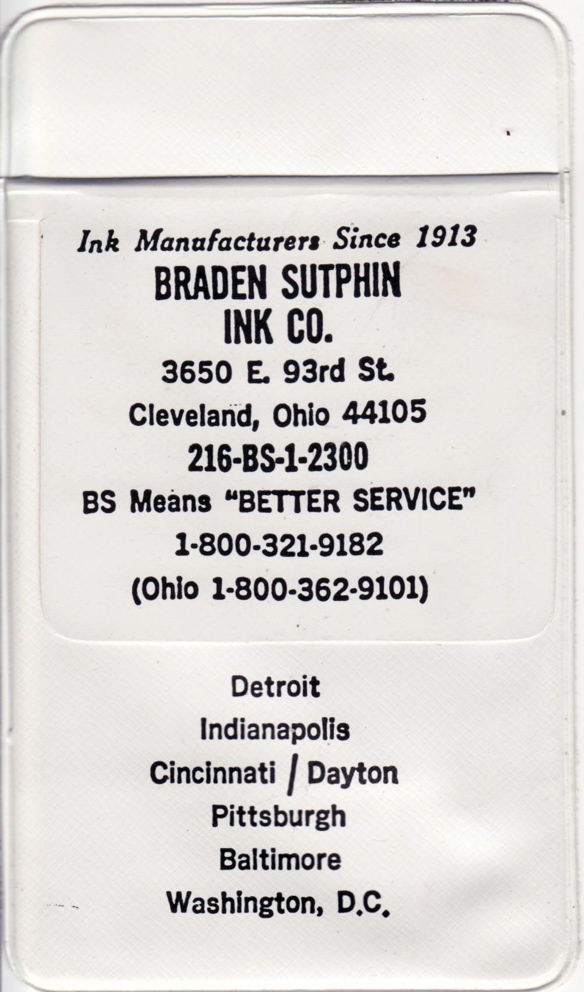 Ink Manufacturers Since 1913
BRADEN SUTPHIN
INK CO.
3650 E. 93rd St.
Cleveland, Ohio 44105
216-BS-1-2300
BS Means “BETTER SERVICE”
1-800-321-9182
(Ohio 1-800-362-9101)
Detroit
Indianapolis
Cincinnati / Dayton
Pittsburgh
Baltimore
Washington, D.C.